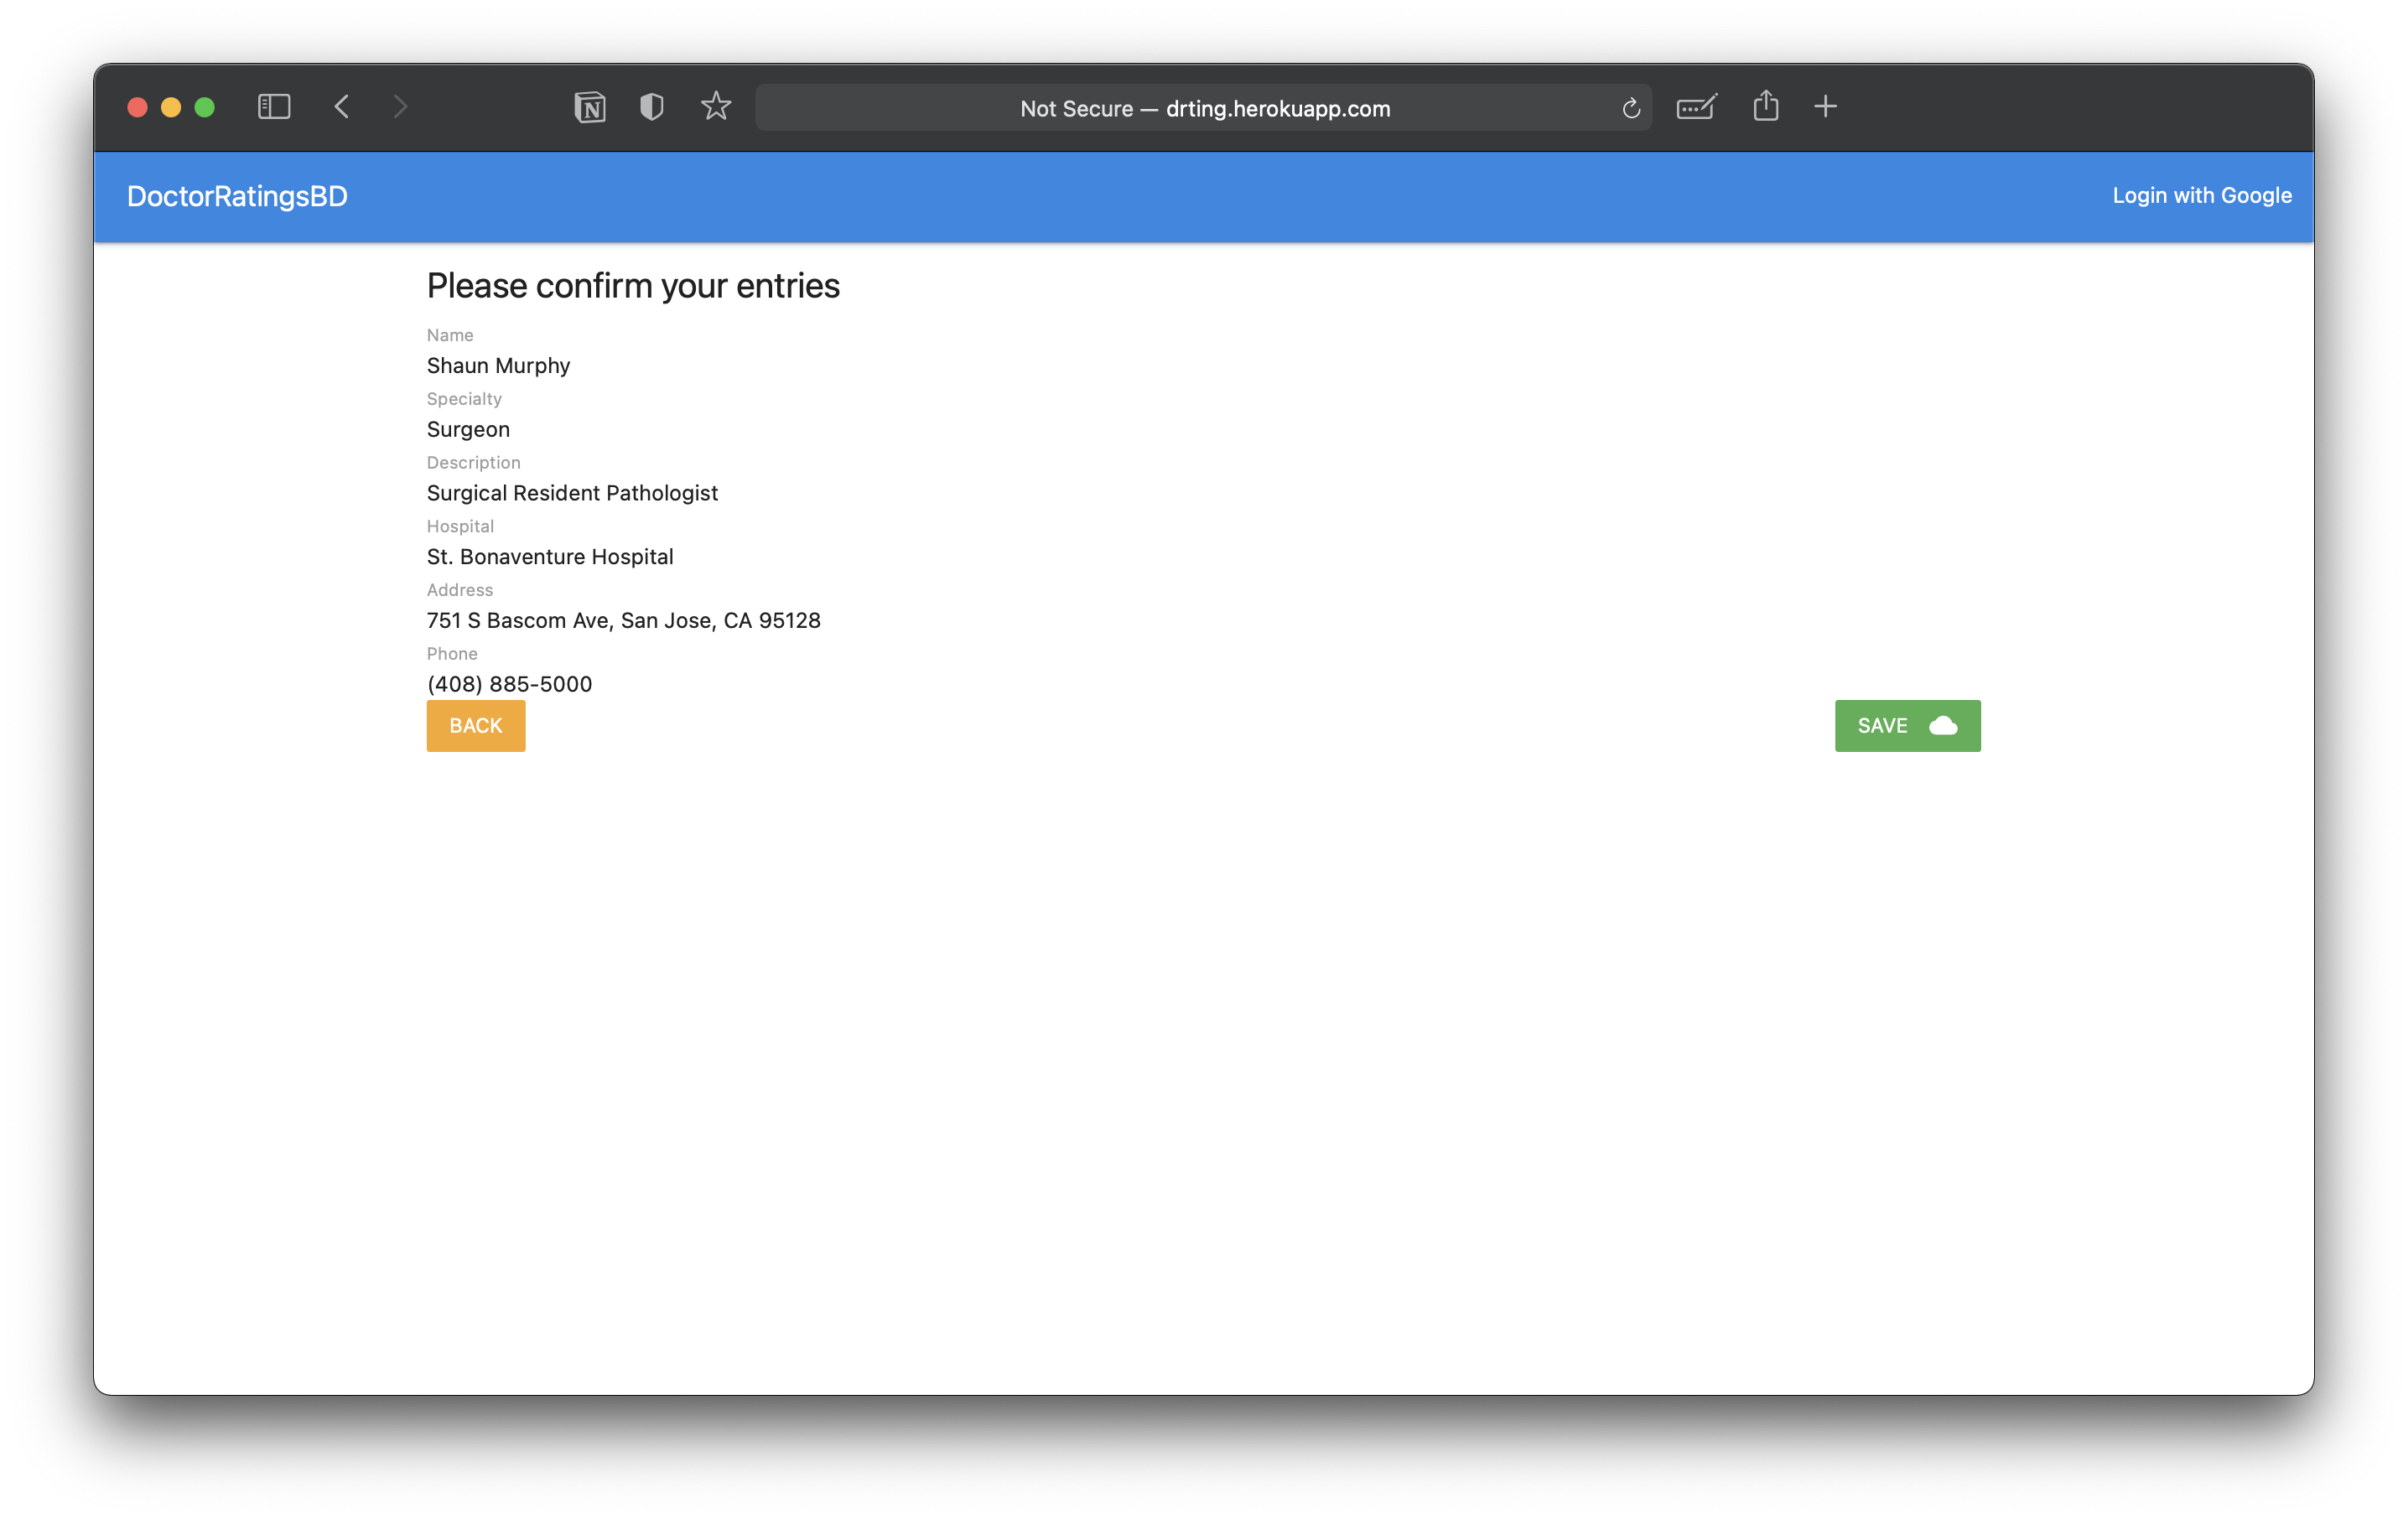 Not Secure — drting.herokuapp.com
DoctorRatingsBD
Login with Google
Please confirm your entries
Name
Shaun Murphy
Specialty
Surgeon
Description
Surgical Resident Pathologist
Hospital
St. Bonaventure Hospital
Address
751 S Bascom Ave, San Jose, CA 95128
Phone
(408) 885-5000
BACK
SAVE